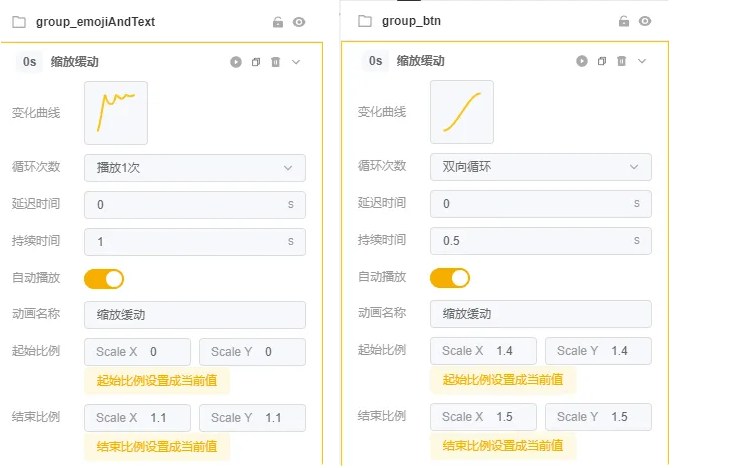 group_emojiAndText
0s 缩放缓动
变化曲线
循环次数 播放1次
延迟时间 0 s
持续时间 1 s
自动播放
动画名称 缩放缓动
起始比例 Scale X 0 Scale Y 0
起始比例设置成当前值
结束比例 Scale X 1.1 Scale Y 1.1
结束比例设置成当前值
group_btn
0s 缩放缓动
变化曲线
循环次数 双向循环
延迟时间 0 s
持续时间 0.5 s
自动播放
动画名称 缩放缓动
起始比例 Scale X 1.4 Scale Y 1.4
起始比例设置成当前值
结束比例 Scale X 1.5 Scale Y 1.5
结束比例设置成当前值